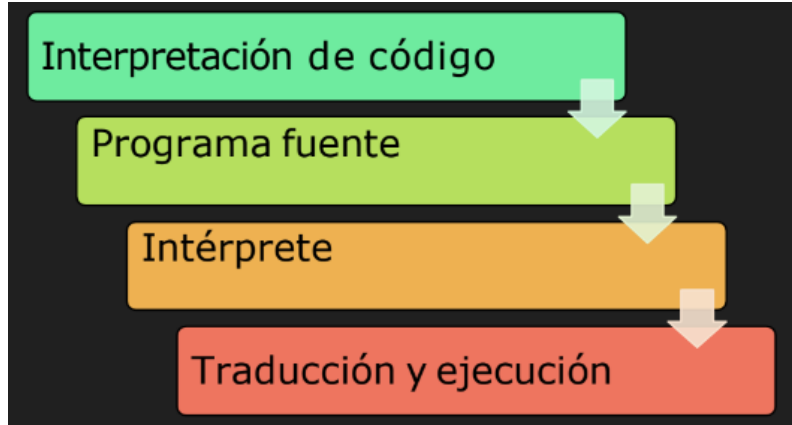 Interpretación de código
Programa fuente
Intérprete
Traducción y ejecución